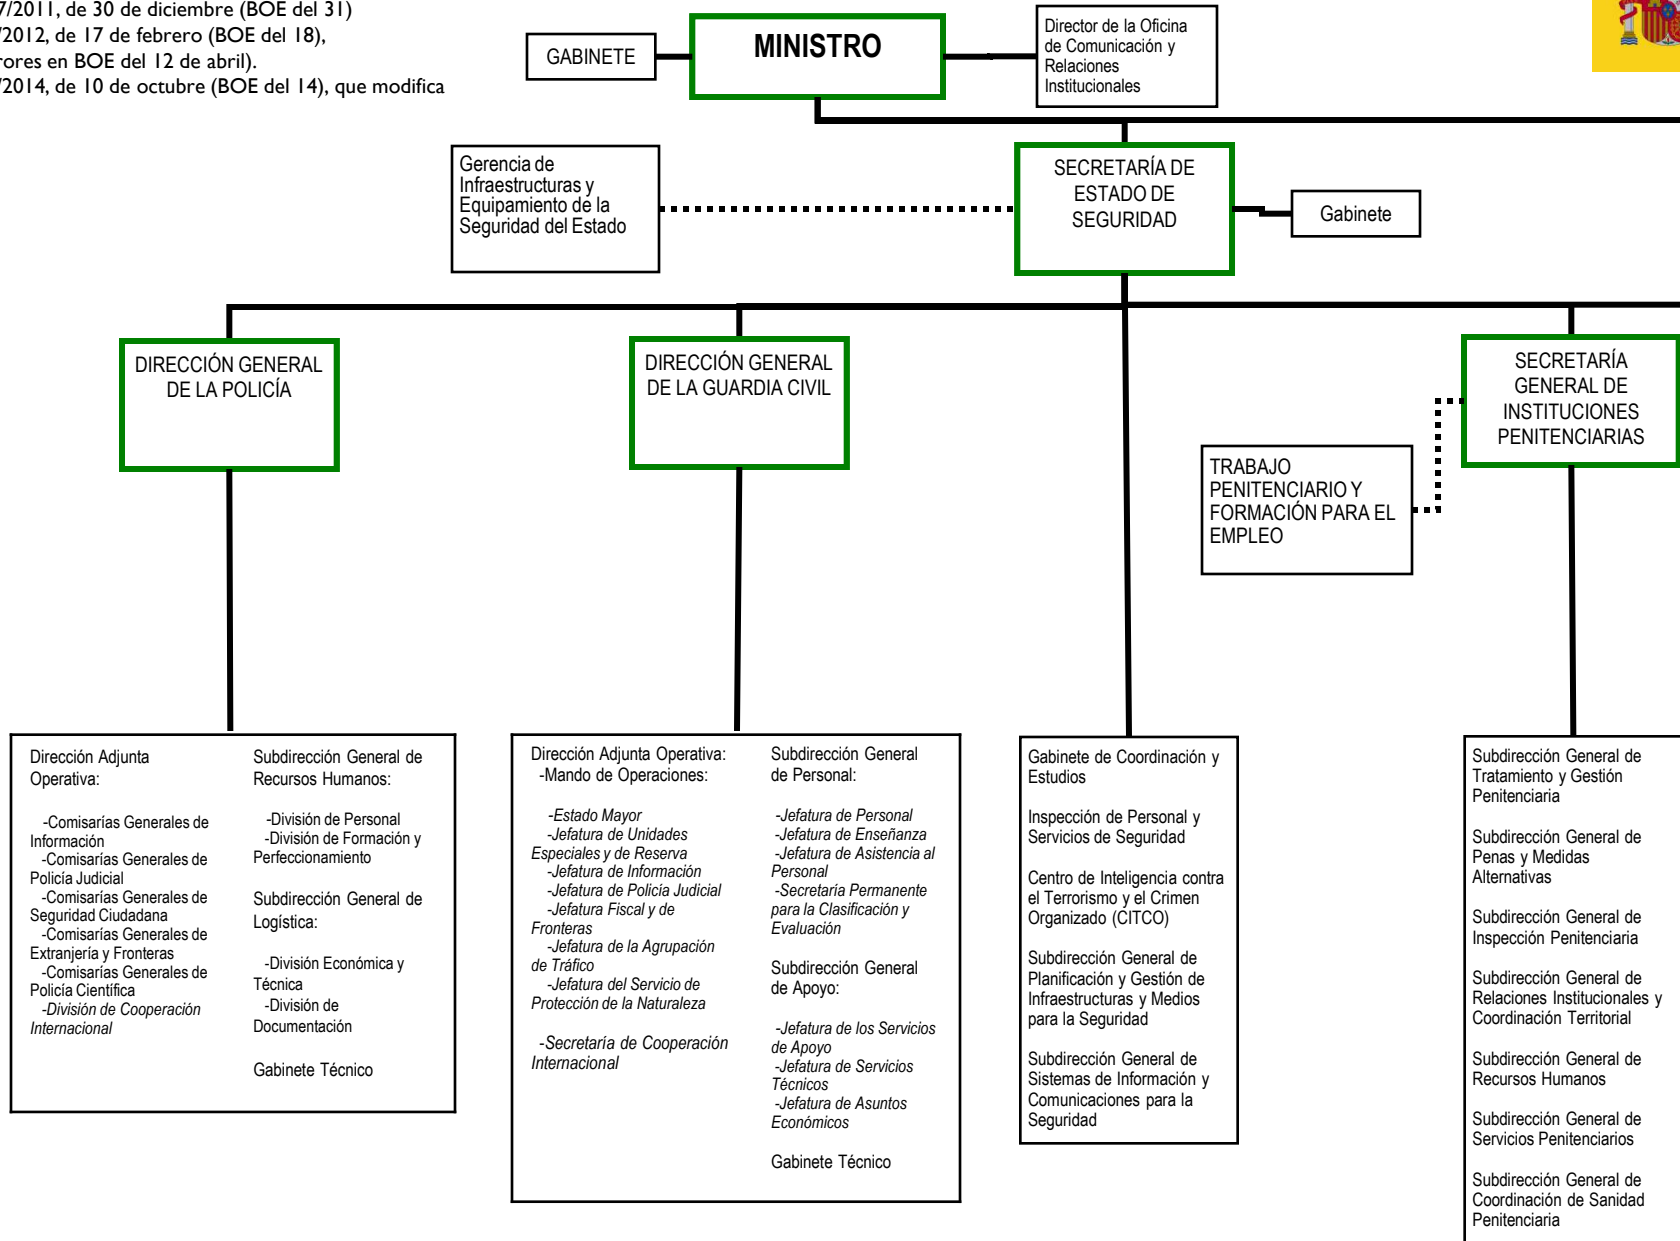 7/2011, de 30 de diciembre (BOE del 31)
/2012, de 17 de febrero (BOE del 18),
rores en BOE del 12 de abril).
/2014, de 10 de octubre (BOE del 14), que modifica
GABINETE
MINISTRO
Director de la Oficina
de Comunicación y
Relaciones
Institucionales
Gerencia de
Infraestructuras y
Equipamiento de la
Seguridad del Estado
SECRETARÍA DE
ESTADO DE
SEGURIDAD
Gabinete
DIRECCIÓN GENERAL
DE LA POLICÍA
DIRECCIÓN GENERAL
DE LA GUARDIA CIVIL
SECRETARÍA
GENERAL DE
INSTITUCIONES
PENITENCIARIAS
TRABAJO
PENITENCIARIO Y
FORMACIÓN PARA EL
EMPLEO
Dirección Adjunta
Operativa:
-Comisarías Generales de
Información
-Comisarías Generales de
Policía Judicial
-Comisarías Generales de
Seguridad Ciudadana
-Comisarías Generales de
Extranjería y Fronteras
-Comisarías Generales de
Policía Científica
-División de Cooperación
Internacional
Subdirección General de
Recursos Humanos:
-División de Personal
-División de Formación y
Perfeccionamiento
Subdirección General de
Logística:
-División Económica y
Técnica
-División de
Documentación
Gabinete Técnico
Dirección Adjunta Operativa:
-Mando de Operaciones:
-Estado Mayor
-Jefatura de Unidades
Especiales y de Reserva
-Jefatura de Información
-Jefatura de Policía Judicial
-Jefatura Fiscal y de
Fronteras
-Jefatura de la Agrupación
de Tráfico
-Jefatura del Servicio de
Protección de la Naturaleza
-Secretaría de Cooperación
Internacional
Subdirección General
de Personal:
-Jefatura de Personal
-Jefatura de Enseñanza
-Jefatura de Asistencia al
Personal
-Secretaría Permanente
para la Clasificación y
Evaluación
Subdirección General
de Apoyo:
-Jefatura de los Servicios
de Apoyo
-Jefatura de Servicios
Técnicos
-Jefatura de Asuntos
Económicos
Gabinete Técnico
Gabinete de Coordinación y
Estudios
Inspección de Personal y
Servicios de Seguridad
Centro de Inteligencia contra
el Terrorismo y el Crimen
Organizado (CITCO)
Subdirección General de
Planificación y Gestión de
Infraestructuras y Medios
para la Seguridad
Subdirección General de
Sistemas de Información y
Comunicaciones para la
Seguridad
Subdirección General de
Tratamiento y Gestión
Penitenciaria
Subdirección General de
Penas y Medidas
Alternativas
Subdirección General de
Inspección Penitenciaria
Subdirección General de
Relaciones Institucionales y
Coordinación Territorial
Subdirección General de
Recursos Humanos
Subdirección General de
Servicios Penitenciarios
Subdirección General de
Coordinación de Sanidad
Penitenciaria